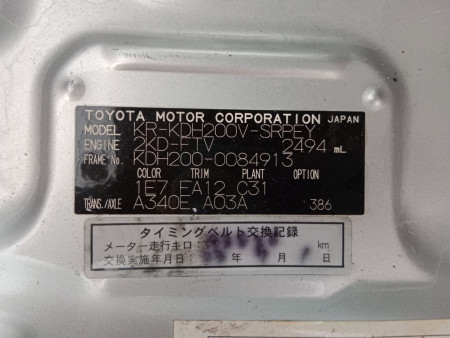 TOYOTA MOTOR CORPORATION JAPAN
MODEL KR-KDH200V-SRPEY
ENGINE 2KD-FTV 2494 mL
FRAME No. KDH200-0084913
COLOR TRIM PLANT OPTION
1E7 FA12 C31
TRANS./AXLE A340E, A03A 386
タイミングベルト交換記録
メーター走行キロ: km
交換実施年月日: 年 月 日